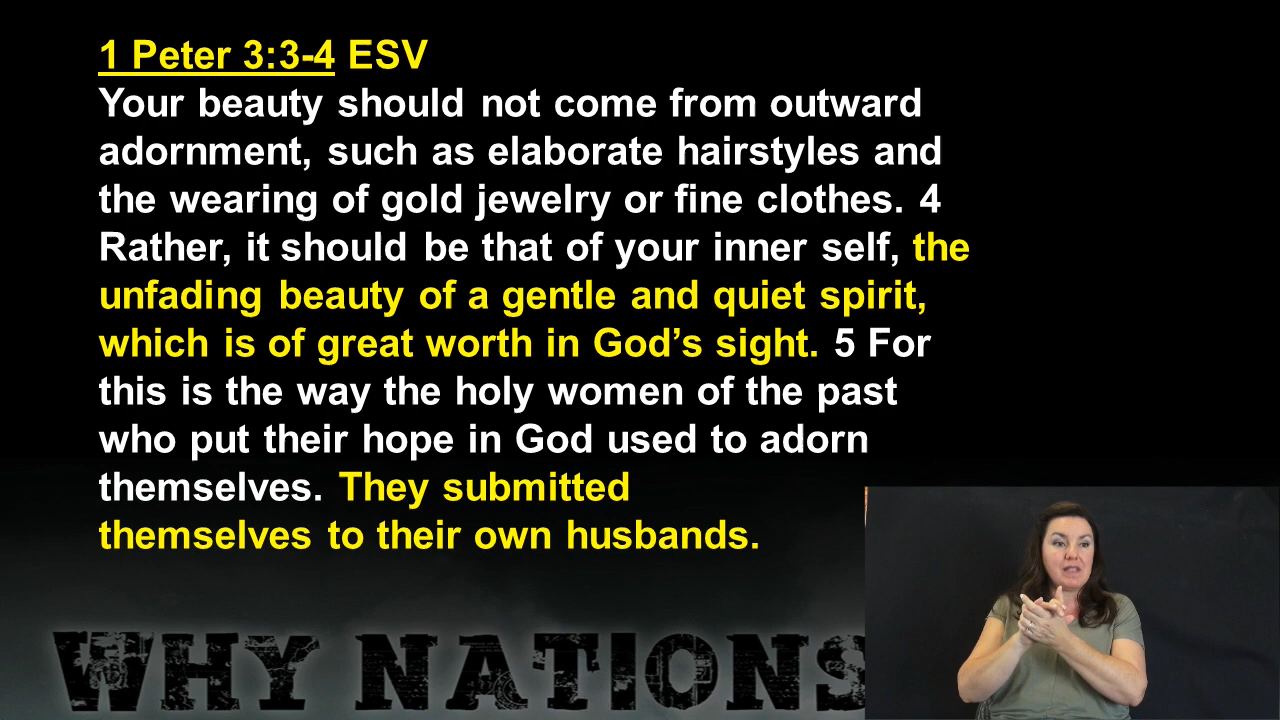 1 Peter 3:3-4 ESV
Your beauty should not come from outward
adornment, such as elaborate hairstyles and
the wearing of gold jewelry or fine clothes. 4
Rather, it should be that of your inner self, the
unfading beauty of a gentle and quiet spirit,
which is of great worth in God’s sight. 5 For
this is the way the holy women of the past
who put their hope in God used to adorn
themselves. They submitted
themselves to their own husbands.
WHY NATIONS